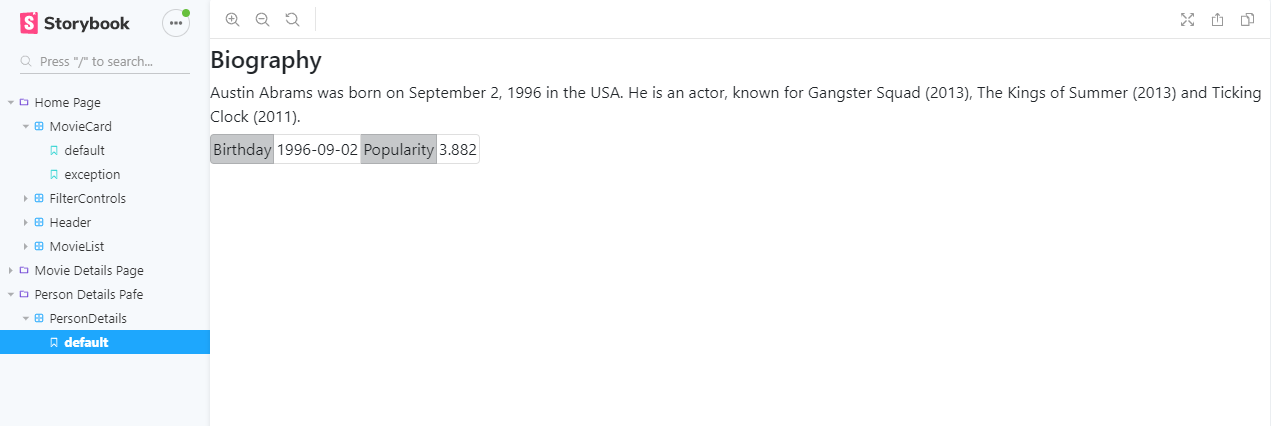 Storybook
Press "/" to search...
Home Page
MovieCard
default
exception
FilterControls
Header
MovieList
Movie Details Page
Person Details Pafe
PersonDetails
default
Biography
Austin Abrams was born on September 2, 1996 in the USA. He is an actor, known for Gangster Squad (2013), The Kings of Summer (2013) and Ticking
Clock (2011).
Birthday 1996-09-02 Popularity 3.882